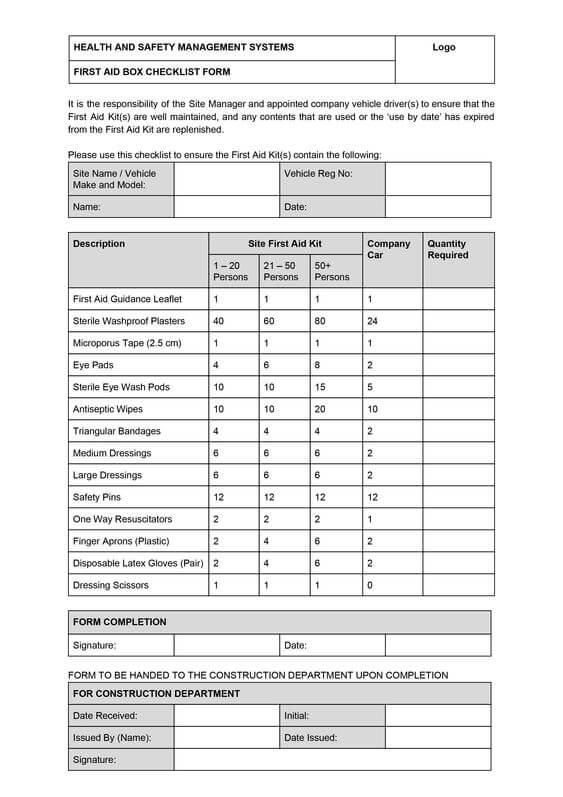 HEALTH AND SAFETY MANAGEMENT SYSTEMS
Logo
FIRST AID BOX CHECKLIST FORM
It is the responsibility of the Site Manager and appointed company vehicle driver(s) to ensure that the
First Aid Kit(s) are well maintained, and any contents that are used or the ‘use by date’ has expired
from the First Aid Kit are replenished.
Please use this checklist to ensure the First Aid Kit(s) contain the following:
Site Name / Vehicle
Make and Model:
Vehicle Reg No:
Name:
Date:
Description
Site First Aid Kit
Company
Car
Quantity
Required
1 – 20
Persons
21 – 50
Persons
50+
Persons
First Aid Guidance Leaflet 1 1 1 1
Sterile Washproof Plasters 40 60 80 24
Microporus Tape (2.5 cm) 1 1 1 1
Eye Pads 4 6 8 2
Sterile Eye Wash Pods 10 10 15 5
Antiseptic Wipes 10 10 20 10
Triangular Bandages 4 4 4 2
Medium Dressings 6 6 6 2
Large Dressings 6 6 6 2
Safety Pins 12 12 12 12
One Way Resuscitators 2 2 2 1
Finger Aprons (Plastic) 2 4 6 2
Disposable Latex Gloves (Pair) 2 4 6 2
Dressing Scissors 1 1 1 0
FORM COMPLETION
Signature:
Date:
FORM TO BE HANDED TO THE CONSTRUCTION DEPARTMENT UPON COMPLETION
FOR CONSTRUCTION DEPARTMENT
Date Received:
Initial:
Issued By (Name):
Date Issued:
Signature: